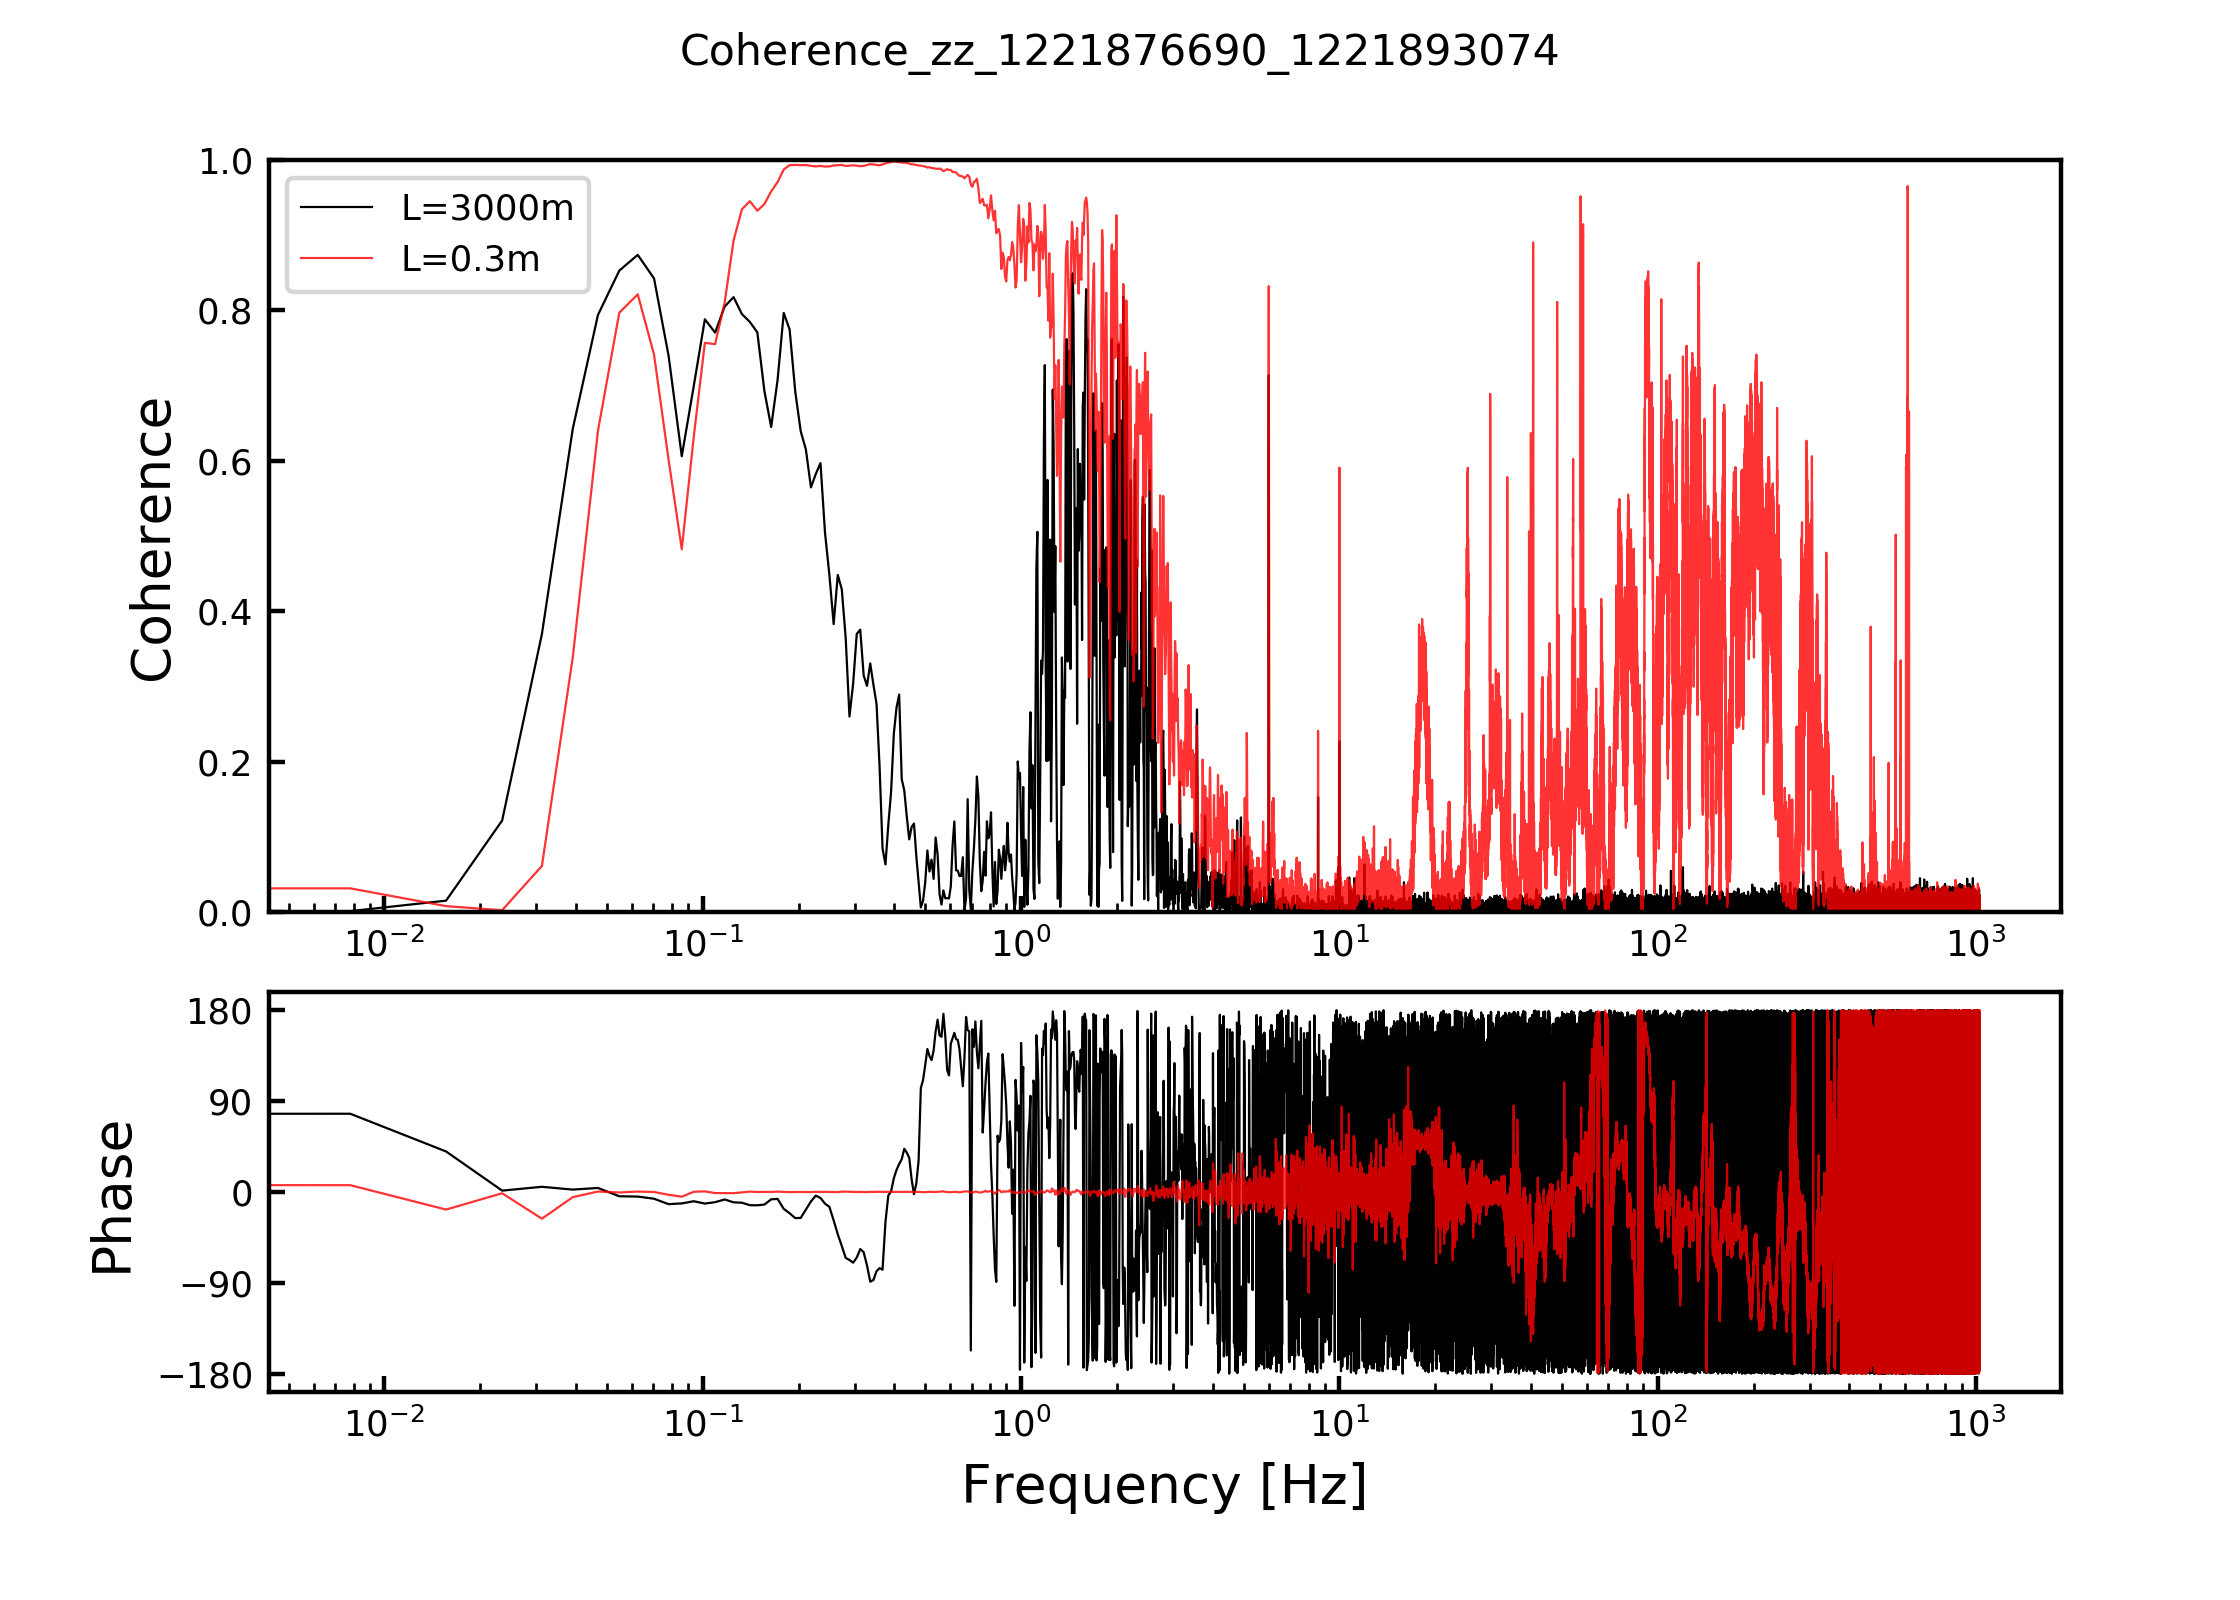 Coherence_zz_1221876690_1221893074
1.0
0.8
0.6
0.4
0.2
0.0
Coherence
L=3000m
L=0.3m
10⁻² 10⁻¹ 10⁰ 10¹ 10² 10³
180
90
0
−90
−180
Phase
10⁻² 10⁻¹ 10⁰ 10¹ 10² 10³
Frequency [Hz]